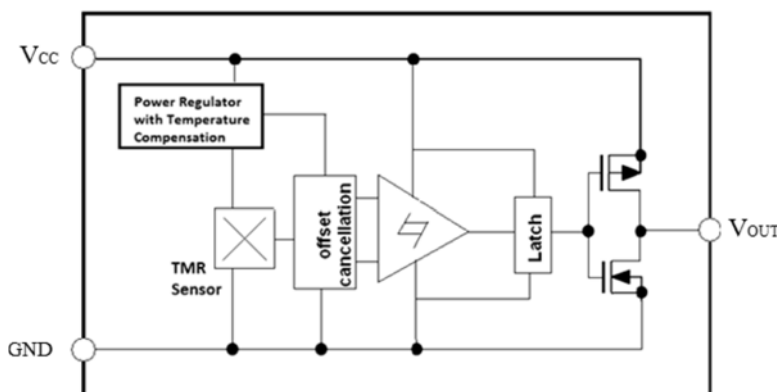 VCC
Power Regulator
with Temperature
Compensation
TMR
Sensor
offset
cancellation
Latch
VOUT
GND